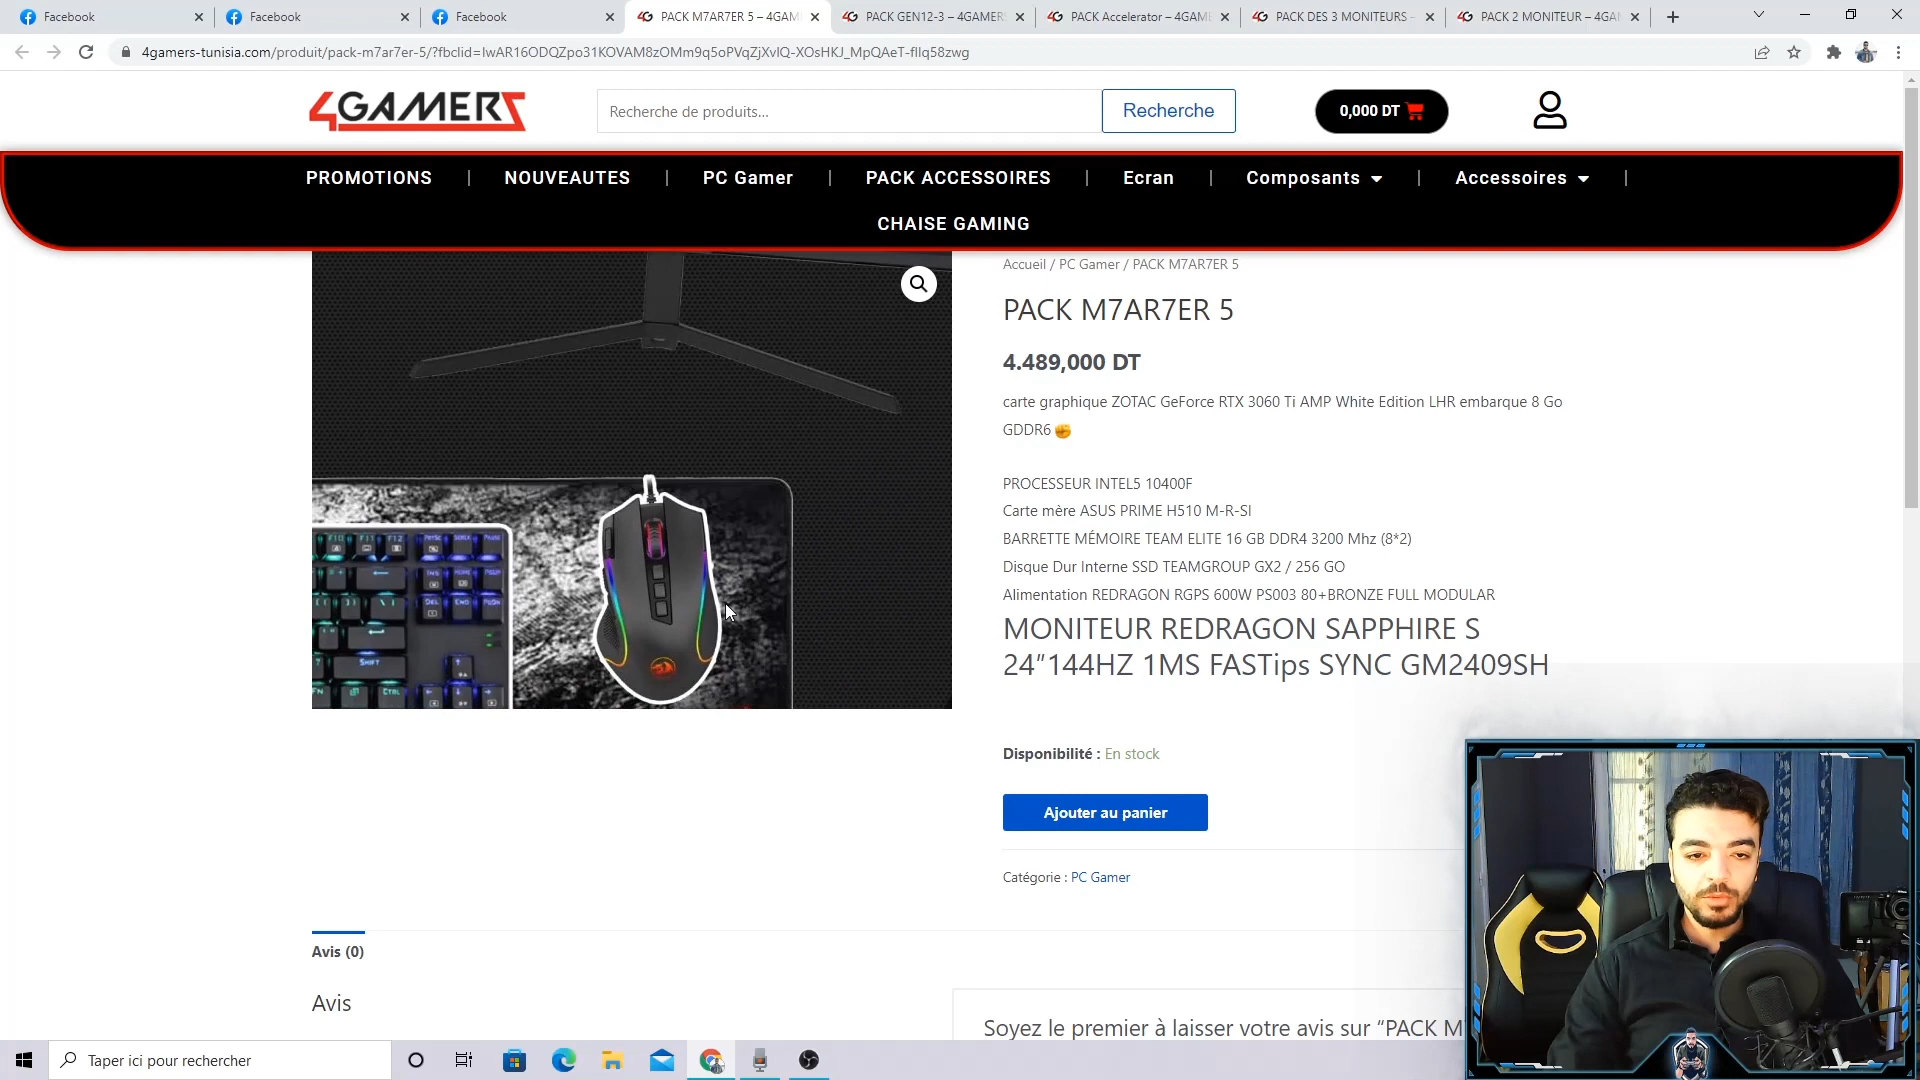 Facebook
Facebook
Facebook
PACK M7AR7ER 5 – 4GAM
PACK GEN12-3 – 4GAMERS
PACK Accelerator – 4GAME
PACK DES 3 MONITEURS –
PACK 2 MONITEUR – 4GA
4gamers-tunisia.com/produit/pack-m7ar7er-5/?fbclid=IwAR16ODQZpo31KOVAM8zOMm9q5oPVqZjXvIQ-XOsHKJ_MpQAeT-fIlq58zwg
4GAMERS
Recherche de produits...
Recherche
0,000 DT
PROMOTIONS | NOUVEAUTES | PC Gamer | PACK ACCESSOIRES | Ecran | Composants | Accessoires |
CHAISE GAMING
Accueil / PC Gamer / PACK M7AR7ER 5
PACK M7AR7ER 5
4.489,000 DT
carte graphique ZOTAC GeForce RTX 3060 Ti AMP White Edition LHR embarque 8 Go
GDDR6
PROCESSEUR INTEL5 10400F
Carte mère ASUS PRIME H510 M-R-SI
BARRETTE MÉMOIRE TEAM ELITE 16 GB DDR4 3200 Mhz (8*2)
Disque Dur Interne SSD TEAMGROUP GX2 / 256 GO
Alimentation REDRAGON RGPS 600W PS003 80+BRONZE FULL MODULAR
MONITEUR REDRAGON SAPPHIRE S
24″144HZ 1MS FASTips SYNC GM2409SH
Disponibilité : En stock
Ajouter au panier
Catégorie : PC Gamer
Avis (0)
Avis
Soyez le premier à laisser votre avis sur “PACK M
Taper ici pour rechercher